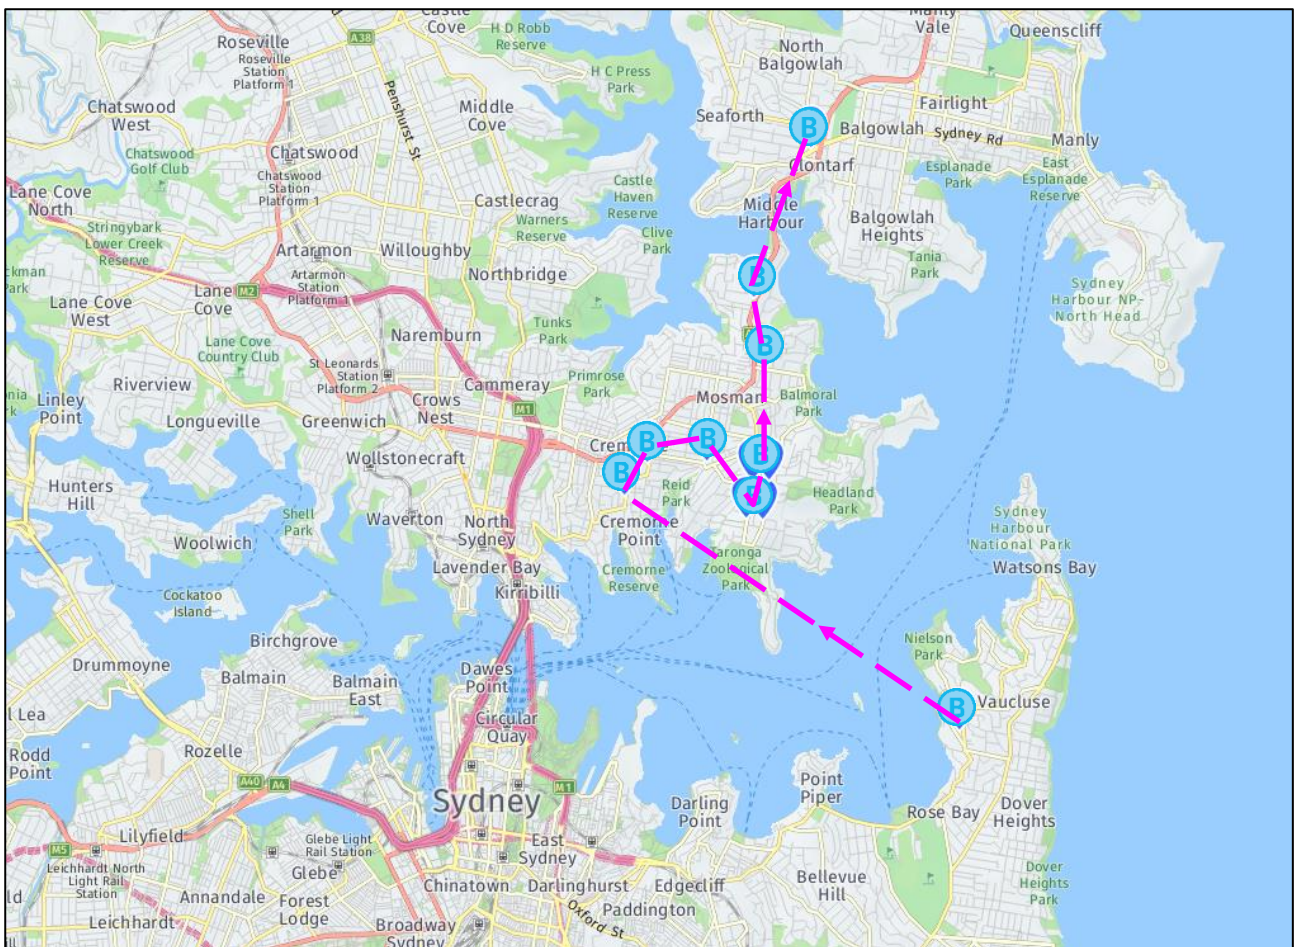 Castle
Cove
Manly
Vale
H D Robb
Reserve
Queenscliff
A38
Roseville
Roseville
Station
Platform 1
North
Balgowlah
H C Press
Park
Penshurst St
Chatswood
West
Middle
Cove
Seaforth
B
Fairlight
Balgowlah
Sydney Rd
Manly
Chatswood
Golf Club
Chatswood
Chatswood
Station
Platform 1
Clontarf
Esplanade
Park
East
Esplanade
Reserve
Lane Cove
North
Castle
Haven
Reserve
Castlecrag
Middle
Harbour
Stringybark
Lower Creek
Reserve
Warners
Reserve
Clive
Park
Balgowlah
Heights
Artarmon
Willoughby
Tania
Park
Artarmon
Station
Platform 1
Northbridge
B
ckman
Park
Lane
Cove
M2
Sydney
Harbour NP-
North Head
Lane Cove
West
Tunks
Park
Naremburn
B
Lane Cove
Country Club
St Leonards
Station
Platform 2
Primrose
Park
Riverview
Cammeray
nia
k
Linley
Point
Crows
Nest
Mosman
Balmoral
Park
M1
Longueville
Greenwich
B
B
Crem
B
Wollstonecraft
B
Hunters
Hill
Reid
Park
B
Headland
Park
Shell
Park
Waverton
North
Sydney
Cremorne
Point
Sydney
Harbour
National Park
Woolwich
Taronga
Zoological
Park
Lavender Bay
Cremorne
Reserve
Watsons Bay
Kirribilli
Cockatoo
Island
Birchgrove
Nielson
Park
Drummoyne
Balmain
Balmain
East
Dawes
Point
B
Vaucluse
l Lea
Circular
Quay
Rodd
Point
Rozelle
A40
A4
M1
Point
Piper
Sydney
Darling
Point
Rose Bay
Dover
Heights
Lilyfield
Glebe Light
Rail Station
East
Sydney
M5
Leichhardt North
Light Rail
Station
Glebe
Chinatown
Darlinghurst
Edgecliff
Bellevue
Hill
Dover
Heights
Park
ld
Annandale
Forest
Lodge
Oxford St
Paddington
Leichhardt
Broadway
Sydney